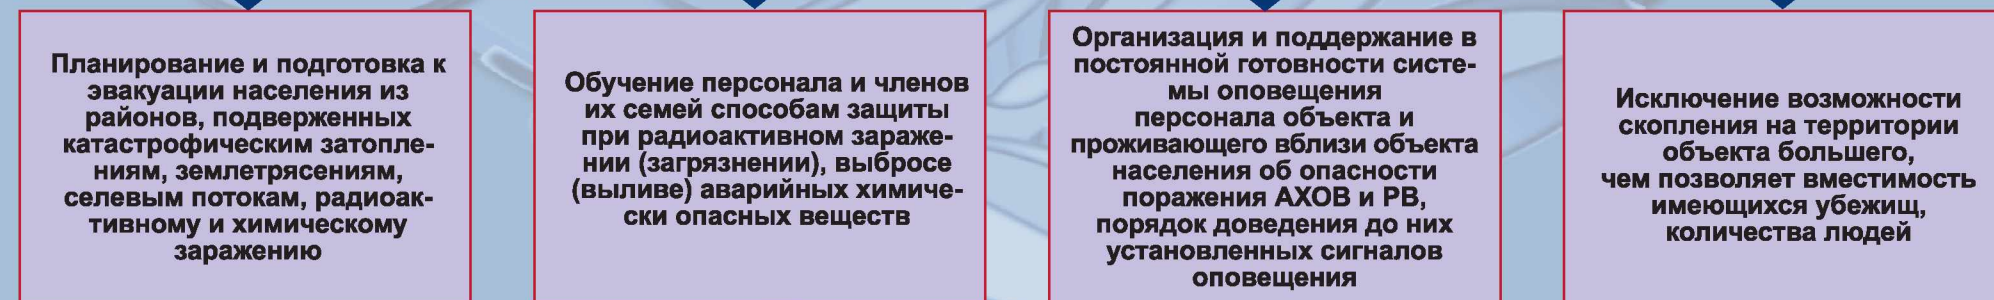 Планирование и подготовка к
эвакуации населения из
районов, подверженных
катастрофическим затопле-
ниям, землетрясениям,
селевым потокам, радиоак-
тивному и химическому
заражению
Обучение персонала и членов
их семей способам защиты
при радиоактивном зараже-
нии (загрязнении), выбросе
(выливе) аварийных химиче-
ски опасных веществ
Организация и поддержание в
постоянной готовности систе-
мы оповещения
персонала объекта и
проживающего вблизи объекта
населения об опасности
поражения АХОВ и РВ,
порядок доведения до них
установленных сигналов
оповещения
Исключение возможности
скопления на территории
объекта большего,
чем позволяет вместимость
имеющихся убежищ,
количества людей